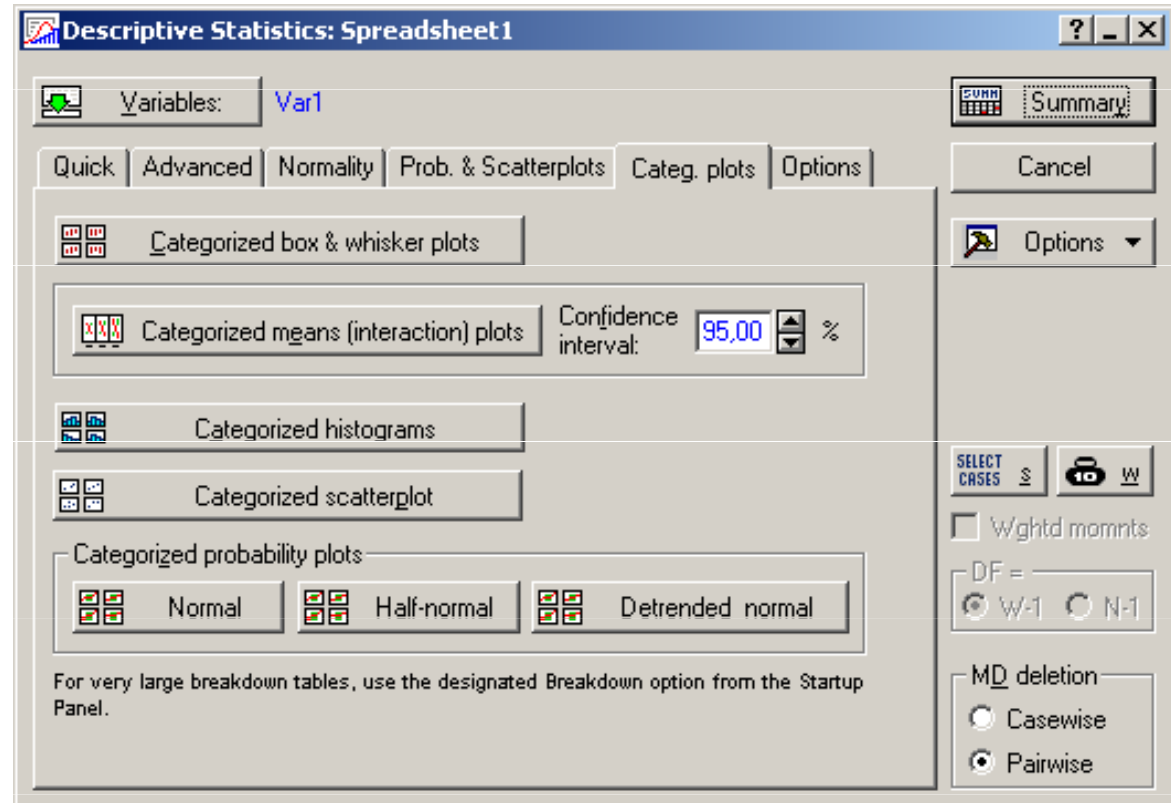 Descriptive Statistics: Spreadsheet1
Variables: Var1
SUMM Summary
Quick Advanced Normality Prob. & Scatterplots Categ. plots Options
Cancel
Categorized box & whisker plots
Options
Categorized means (interaction) plots
Confidence
interval:
95,00 %
Categorized histograms
Categorized scatterplot
SELECT
CASES S
10 W
Wghtd momnts
Categorized probability plots
Normal Half-normal Detrended normal
DF =
W-1 N-1
For very large breakdown tables, use the designated Breakdown option from the Startup
Panel.
MD deletion
Casewise
Pairwise